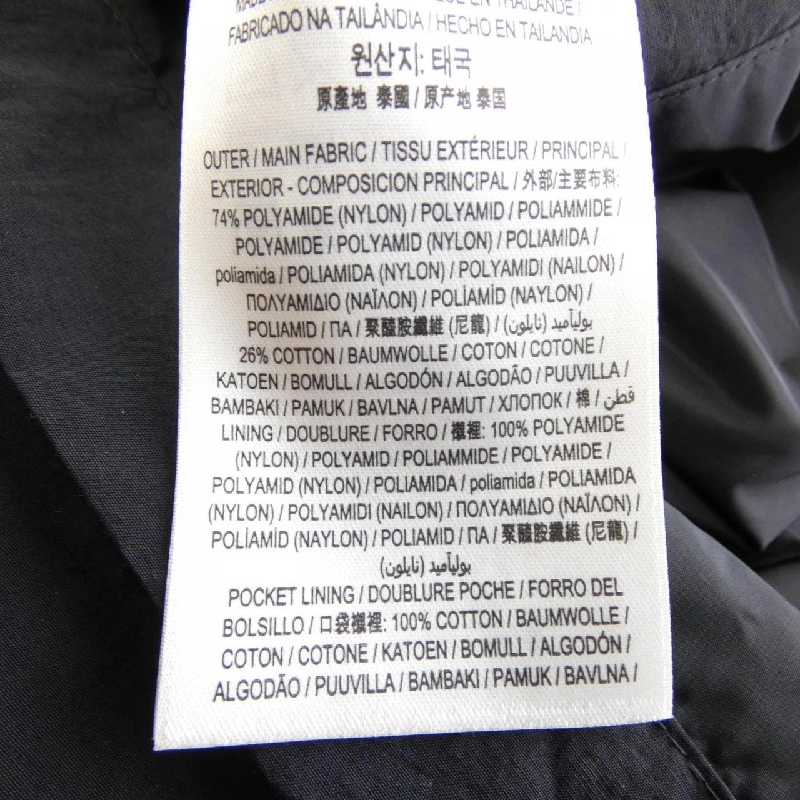 FABRICADO NA TAILÂNDIA / HECHO EN TAILANDIA
원산지: 태국
原產地 泰國 / 原产地 泰国
OUTER / MAIN FABRIC / TISSU EXTÉRIEUR / PRINCIPAL /
EXTERIOR - COMPOSICION PRINCIPAL / 外部/主要布料:
74% POLYAMIDE (NYLON) / POLYAMID / POLIAMMIDE /
POLYAMIDE / POLYAMID (NYLON) / POLIAMIDA /
poliamida / POLIAMIDA (NYLON) / POLYAMIDI (NAILON) /
ΠΟΛΥΑΜΙΔΙΟ (ΝΑΪΛΟΝ) / POLÍAMÍD (NAYLON) /
POLIAMID / ПА / 聚醯胺纖維 (尼龍) / بوليآميد (نايلون)
26% COTTON / BAUMWOLLE / COTON / COTONE /
KATOEN / BOMULL / ALGODÓN / ALGODÃO / PUUVILLA /
BAMBAKI / PAMUK / BAVLNA / PAMUT / ХЛОПОК / 棉 / قطن
LINING / DOUBLURE / FORRO / 襯裡: 100% POLYAMIDE
(NYLON) / POLYAMID / POLIAMMIDE / POLYAMIDE /
POLYAMID (NYLON) / POLIAMIDA / poliamida / POLIAMIDA
(NYLON) / POLYAMIDI (NAILON) / ΠΟΛΥΑΜΙΔΙΟ (ΝΑΪΛΟΝ) /
POLÍAMÍD (NAYLON) / POLIAMID / ПА / 聚醯胺纖維 (尼龍) /
بوليآميد (نايلون)
POCKET LINING / DOUBLURE POCHE / FORRO DEL
BOLSILLO / 口袋襯裡: 100% COTTON / BAUMWOLLE /
COTON / COTONE / KATOEN / BOMULL / ALGODÓN /
ALGODÃO / PUUVILLA / BAMBAKI / PAMUK / BAVLNA /